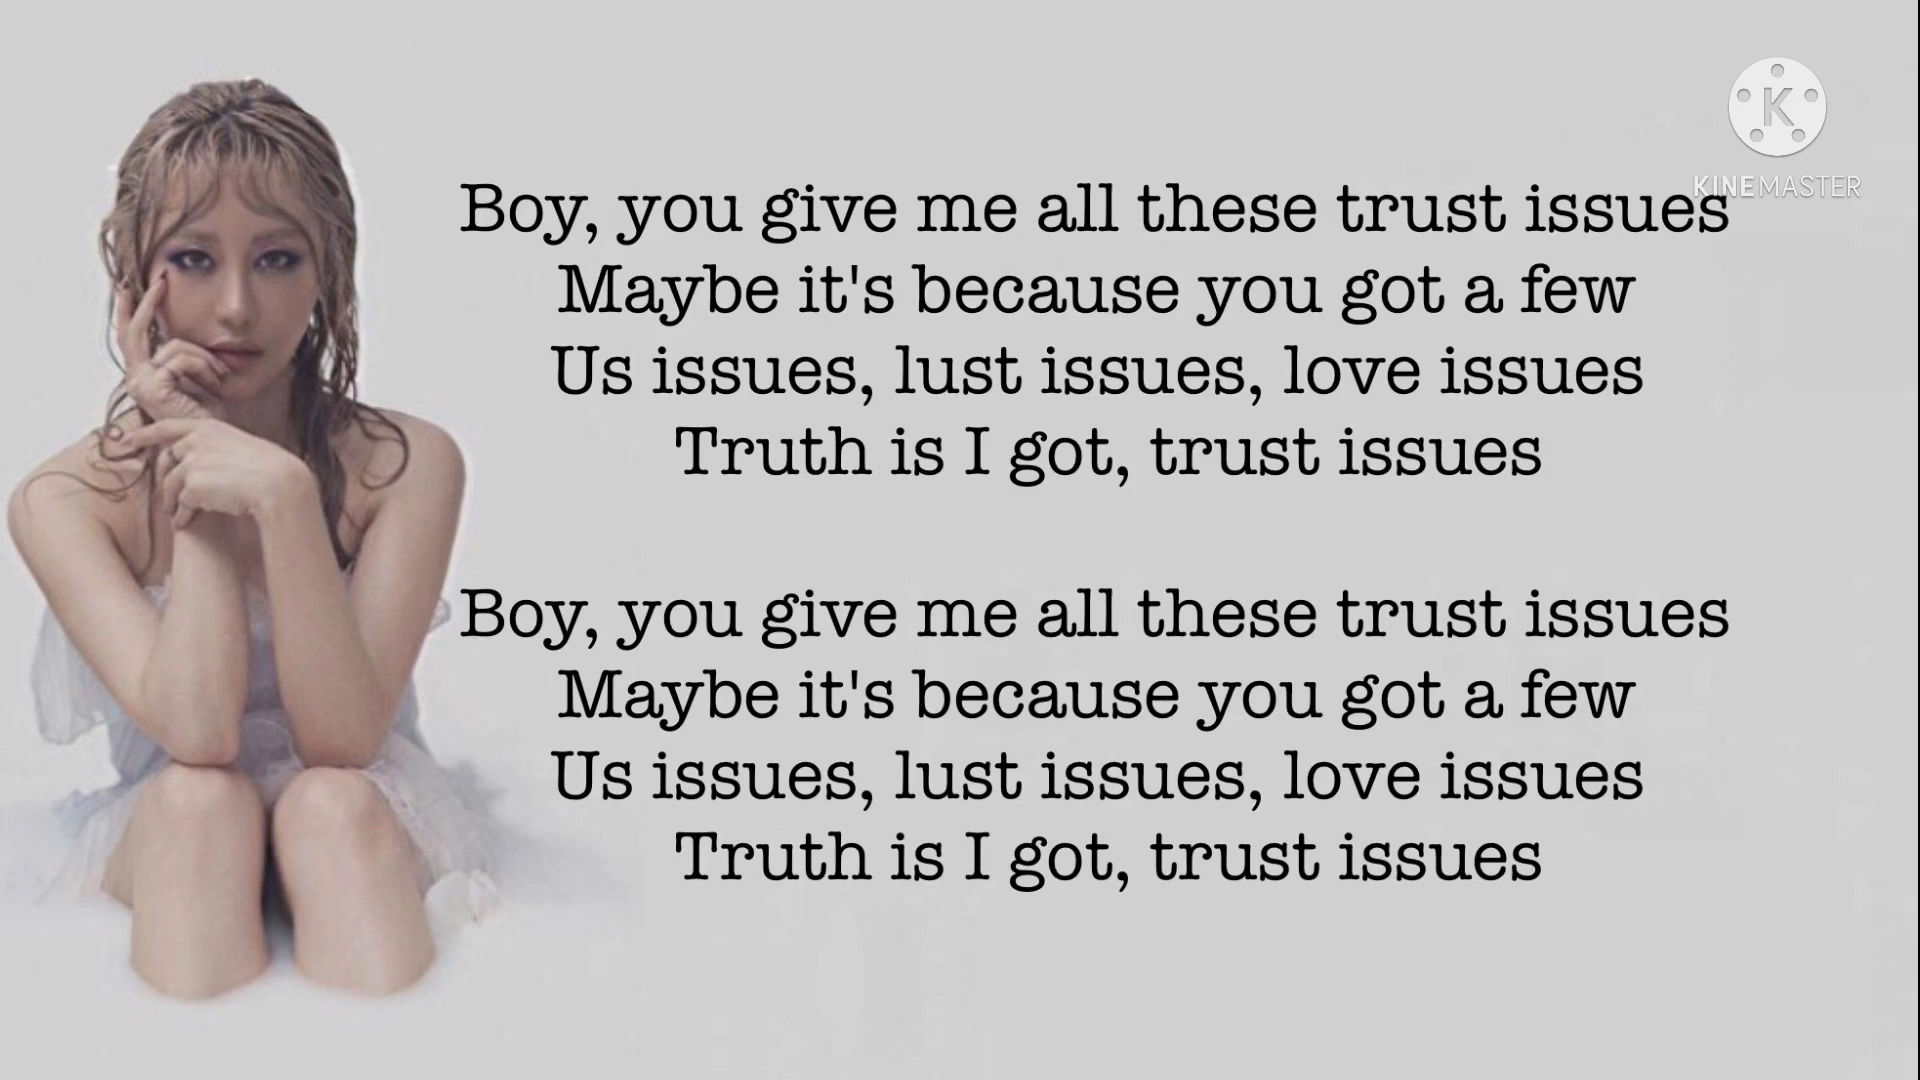 Boy, you give me all these trust issues
Maybe it's because you got a few
Us issues, lust issues, love issues
Truth is I got, trust issues
Boy, you give me all these trust issues
Maybe it's because you got a few
Us issues, lust issues, love issues
Truth is I got, trust issues
K
KINEMASTER